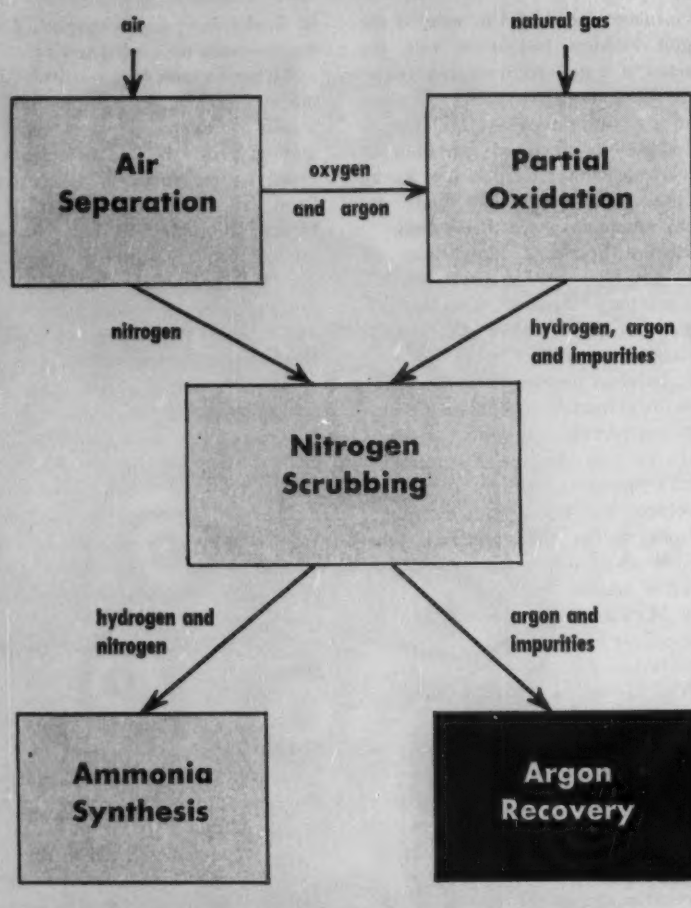 air
natural gas
Air
Separation
oxygen
and argon
Partial
Oxidation
nitrogen
hydrogen, argon
and impurities
Nitrogen
Scrubbing
hydrogen and
nitrogen
argon and
impurities
Ammonia
Synthesis
Argon
Recovery